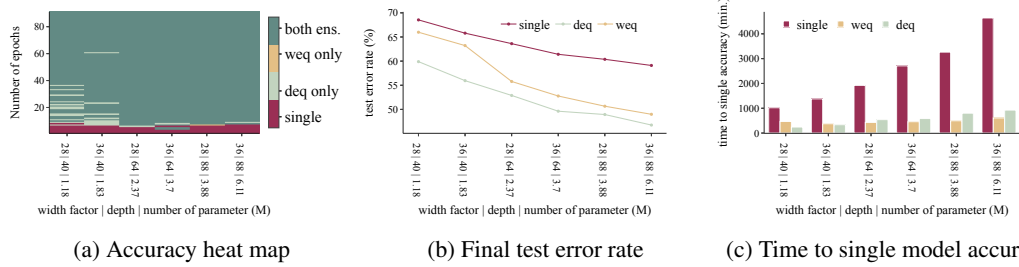 Number of epochs
80
60
40
20
28 | 40 | 1.18
36 | 40 | 1.83
28 | 64 | 2.37
36 | 64 | 3.7
28 | 88 | 3.88
36 | 88 | 6.11
width factor | depth | number of parameter (M)
both ens.
weq only
deq only
single
(a) Accuracy heat map
test error rate (%)
70
65
60
55
50
single
deq
weq
28 | 40 | 1.18
36 | 40 | 1.83
28 | 64 | 2.37
36 | 64 | 3.7
28 | 88 | 3.88
36 | 88 | 6.11
width factor | depth | number of parameter (M)
(b) Final test error rate
time to single accuracy (min.)
4000
3000
2000
1000
0
single
weq
deq
28 | 40 | 1.18
36 | 40 | 1.83
28 | 64 | 2.37
36 | 64 | 3.7
28 | 88 | 3.88
36 | 88 | 6.11
width factor | depth | number of parameter (M)
(c) Time to single model accur